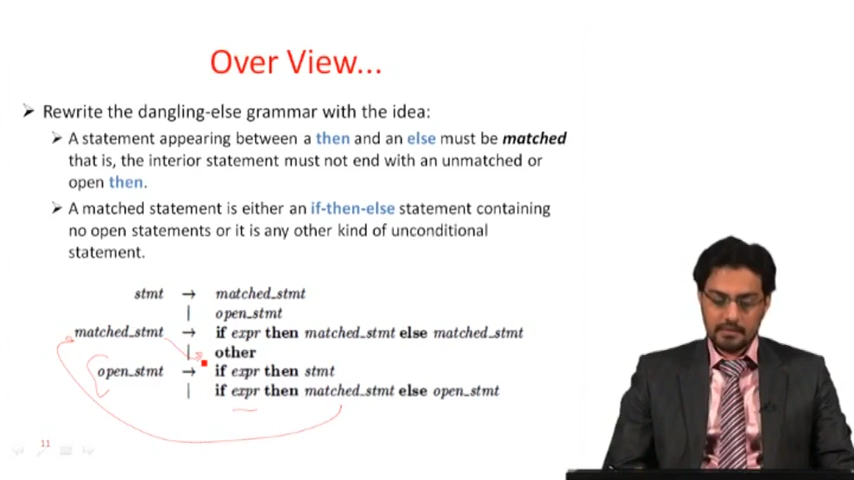 Over View...
➢ Rewrite the dangling-else grammar with the idea:
➢ A statement appearing between a then and an else must be matched
that is, the interior statement must not end with an unmatched or
open then.
➢ A matched statement is either an if-then-else statement containing
no open statements or it is any other kind of unconditional
statement.
stmt → matched_stmt
| open_stmt
matched_stmt → if expr then matched_stmt else matched_stmt
| other
open_stmt → if expr then stmt
| if expr then matched_stmt else open_stmt
11